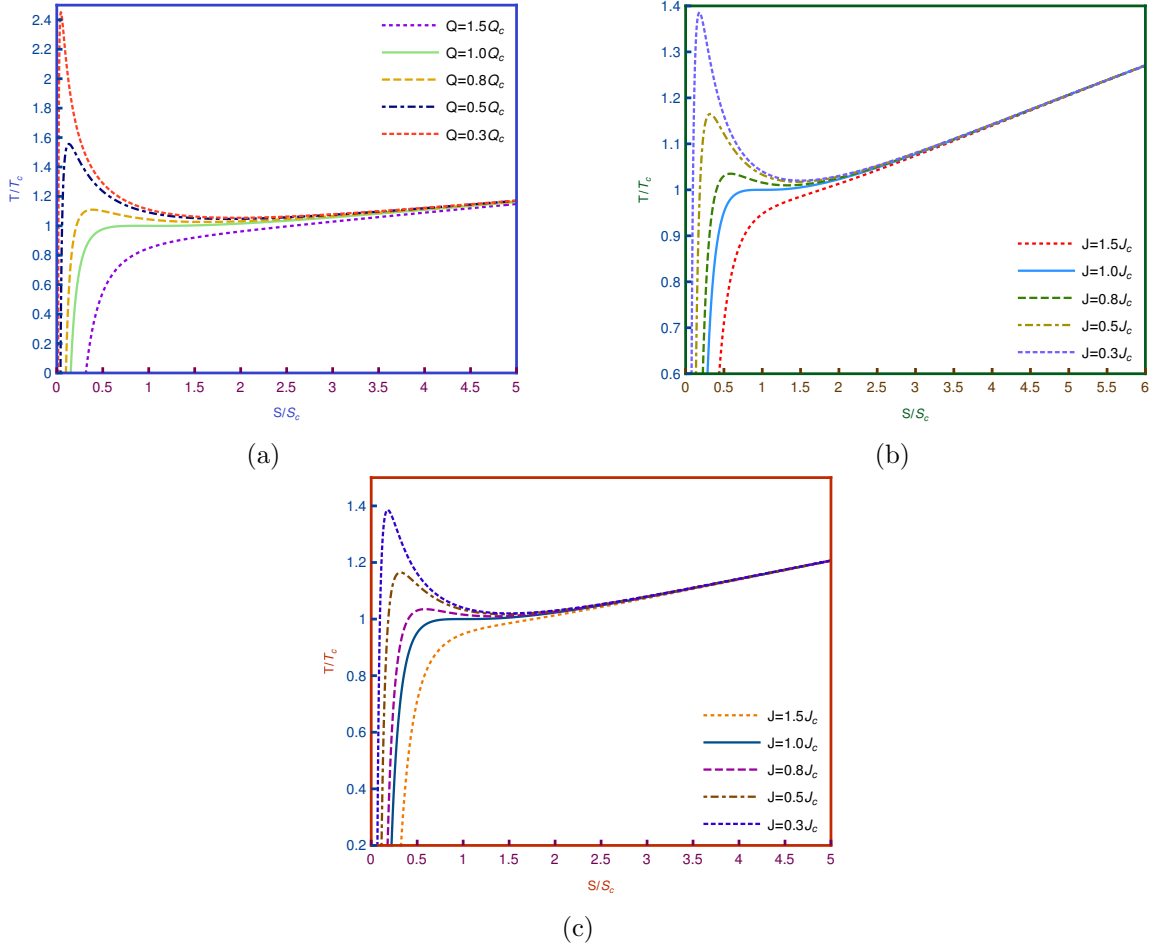 2.4
2.2
2
1.8
1.6
1.4
1.2
1
0.8
0.6
0.4
0.2
0
T/T_c
0 0.5 1 1.5 2 2.5 3 3.5 4 4.5 5
S/S_c
Q=1.5Q_c
Q=1.0Q_c
Q=0.8Q_c
Q=0.5Q_c
Q=0.3Q_c
(a)
1.4
1.3
1.2
1.1
1
0.9
0.8
0.7
0.6
T/T_c
0 0.5 1 1.5 2 2.5 3 3.5 4 4.5 5 5.5 6
S/S_c
J=1.5J_c
J=1.0J_c
J=0.8J_c
J=0.5J_c
J=0.3J_c
(b)
1.4
1.2
1
0.8
0.6
0.4
0.2
T/T_c
0 0.5 1 1.5 2 2.5 3 3.5 4 4.5 5
S/S_c
J=1.5J_c
J=1.0J_c
J=0.8J_c
J=0.5J_c
J=0.3J_c
(c)